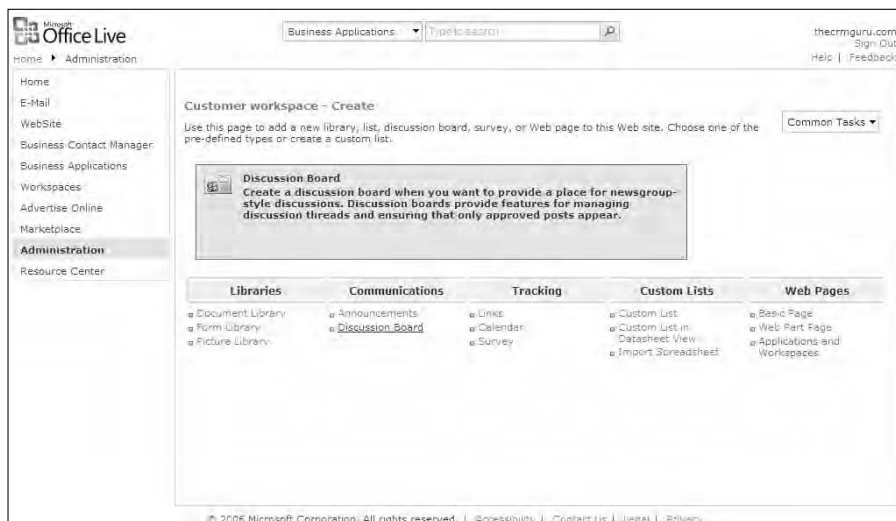 Microsoft
Office Live
Business Applications
Type to search
thecrmguru.com
Sign Out
Help | Feedback
Home ▸ Administration
Home
E-Mail
WebSite
Business Contact Manager
Business Applications
Workspaces
Advertise Online
Marketplace
Administration
Resource Center
Customer workspace - Create
Use this page to add a new library, list, discussion board, survey, or Web page to this Web site. Choose one of the
pre-defined types or create a custom list.
Common Tasks
Discussion Board
Create a discussion board when you want to provide a place for newsgroup-
style discussions. Discussion boards provide features for managing
discussion threads and ensuring that only approved posts appear.
Libraries
Document Library
Form Library
Picture Library
Communications
Announcements
Discussion Board
Tracking
Links
Calendar
Survey
Custom Lists
Custom List
Custom List in
Datasheet View
Import Spreadsheet
Web Pages
Basic Page
Web Part Page
Applications and
Workspaces
© 2006 Microsoft Corporation. All rights reserved. | Accessibility | Contact Us | Legal | Privacy